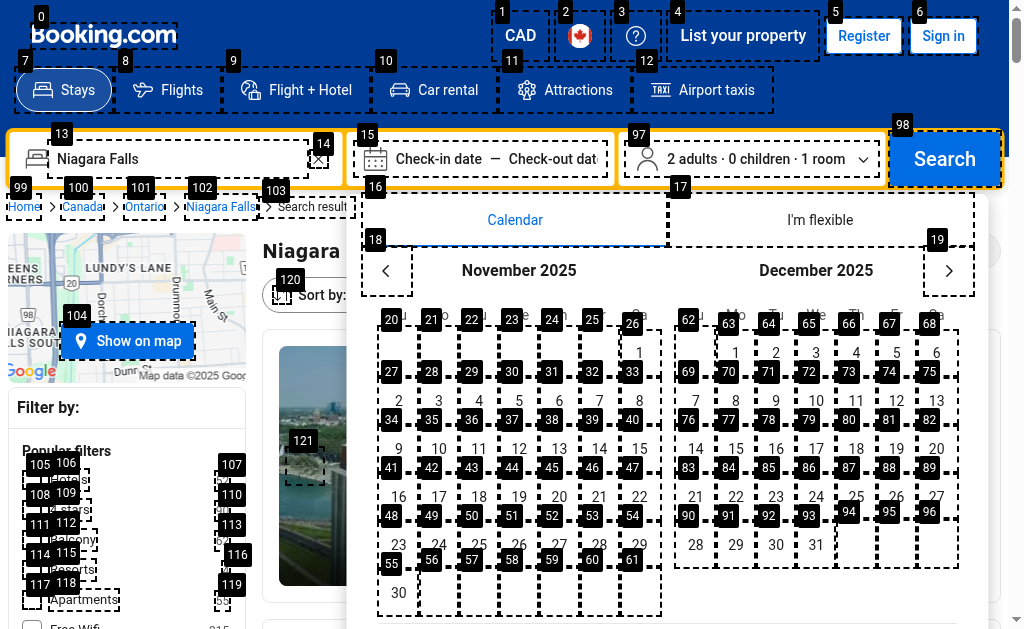 Booking.com
CAD
List your property
Register
Sign in
Stays
Flights
Flight + Hotel
Car rental
Attractions
Airport taxis
Niagara Falls
Check-in date — Check-out dat
2 adults · 0 children · 1 room
Search
Home > Canada > Ontario > Niagara Falls > Search result
Calendar
I'm flexible
November 2025
December 2025
1
2 3 4 5 6 7 8
9 10 11 12 13 14 15
16 17 18 19 20 21 22
23 24 25 26 27 28 29
30
1 2 3 4 5 6
7 8 9 10 11 12 13
14 15 16 17 18 19 20
21 22 23 24 25 26 27
28 29 30 31
LUNDY'S LANE
Main St
Show on map
Google
Map data ©2025 Goog
Niagara
Sort by:
Filter by:
Popular filters
Hotels
4 stars
Balcony
Resorts
Apartments
55
Free Wifi
0
1
2
3
4
5
6
7
8
9
10
11
12
13
14
15
97
98
99
100
101
102
103
16
17
18
19
120
104
121
20 21 22 23 24 25 26
27 28 29 30 31 32 33
34 35 36 37 38 39 40
41 42 43 44 45 46 47
48 49 50 51 52 53 54
55 56 57 58 59 60 61
62 63 64 65 66 67 68
69 70 71 72 73 74 75
76 77 78 79 80 81 82
83 84 85 86 87 88 89
90 91 92 93 94 95 96
105 106 107
108 109 110
111 112 113
114 115 116
117 118 119